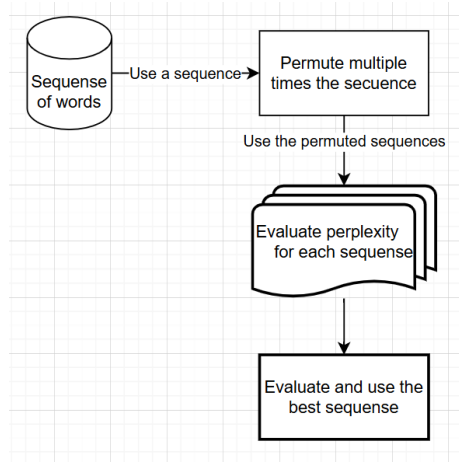 Sequense
of words
Use a sequence
Permute multiple
times the secuence
Use the permuted sequences
Evaluate perplexity
for each sequense
Evaluate and use the
best sequense